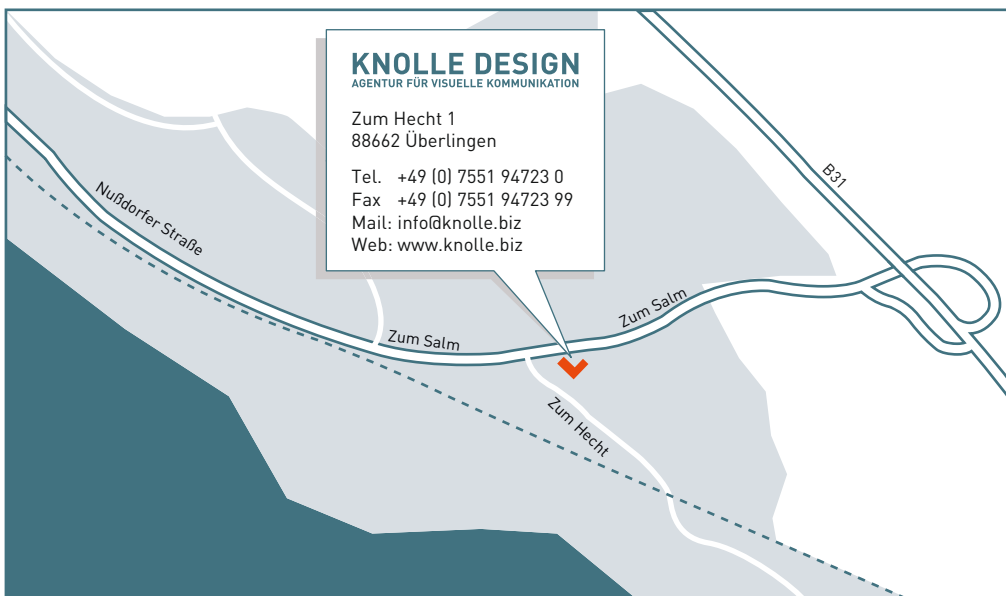 KNOLLE DESIGN
AGENTUR FÜR VISUELLE KOMMUNIKATION
Zum Hecht 1
88662 Überlingen
Tel. +49 (0) 7551 94723 0
Fax +49 (0) 7551 94723 99
Mail: info@knolle.biz
Web: www.knolle.biz
B31
Nußdorfer Straße
Zum Salm
Zum Salm
Zum Hecht